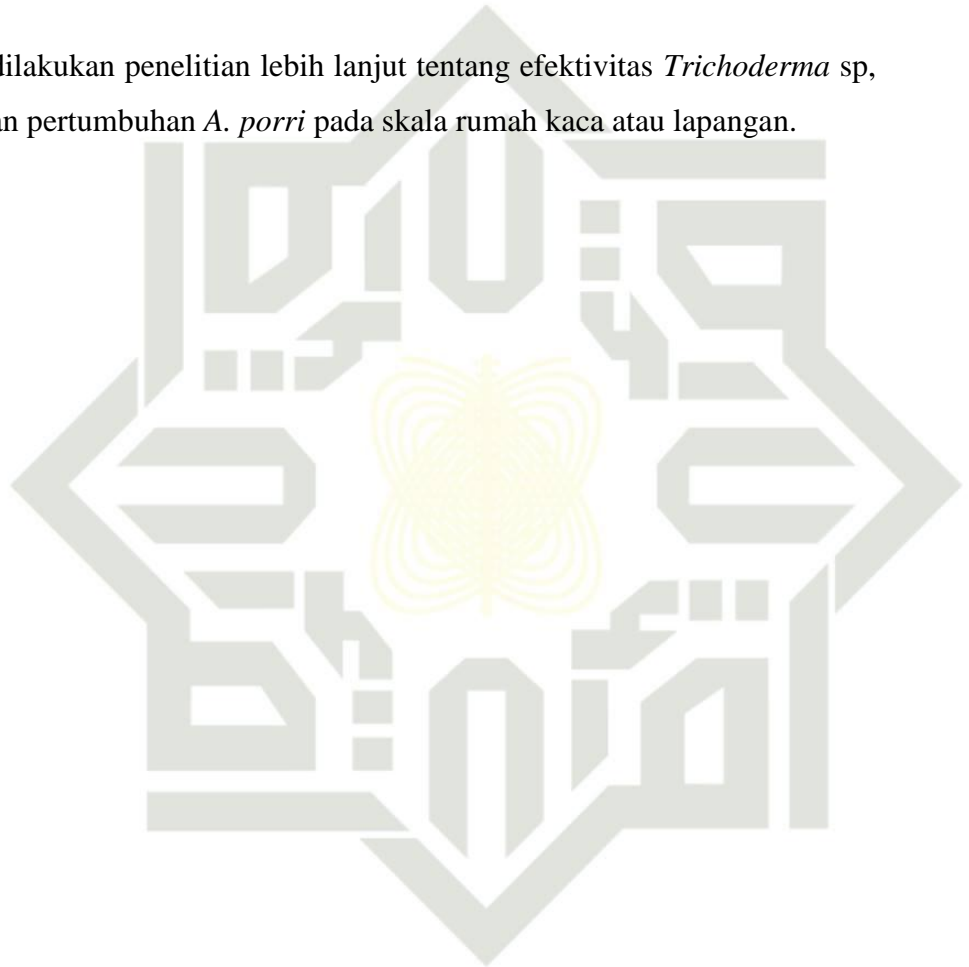 dilakukan penelitian lebih lanjut tentang efektivitas Trichoderma sp,
an pertumbuhan A. porri pada skala rumah kaca atau lapangan.